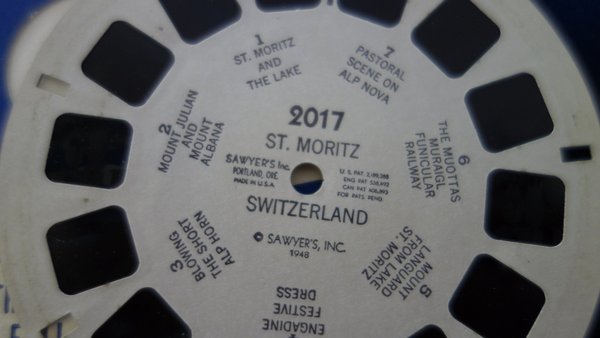 2017
ST. MORITZ
SAWYER'S Inc.
PORTLAND, ORE.
MADE IN U.S.A.
U S PAT 2,189,285
ENG PAT 538,692
CAN PAT 406,893
FOR PATS. PEND.
SWITZERLAND
© SAWYER'S, INC.
1948
1
ST. MORITZ
AND
THE LAKE
2
MOUNT JULIAN
AND
MOUNT
ALBANA
3
BLOWING
THE SHORT
ALP HORN
ENGADINE
FESTIVE
DRESS
5
MOUNT
LANGUARD
FROM LAKE
ST. MORITZ
6
THE MUOTTAS
MURAIGL
FUNICULAR
RAILWAY
7
PASTORAL
SCENE ON
ALP NOVA